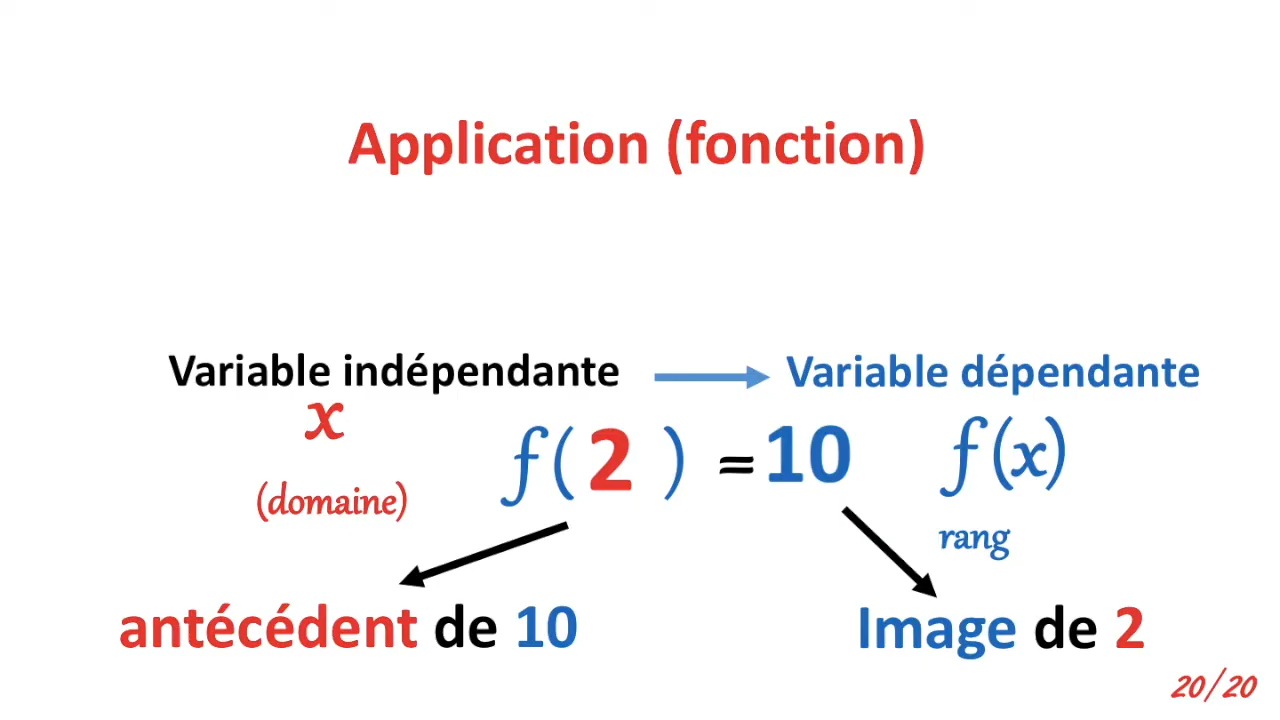 Application (fonction)
Variable indépendante → Variable dépendante
x
f( 2 ) = 10
f(x)
(domaine)
rang
antécédent de 10
Image de 2
20/20